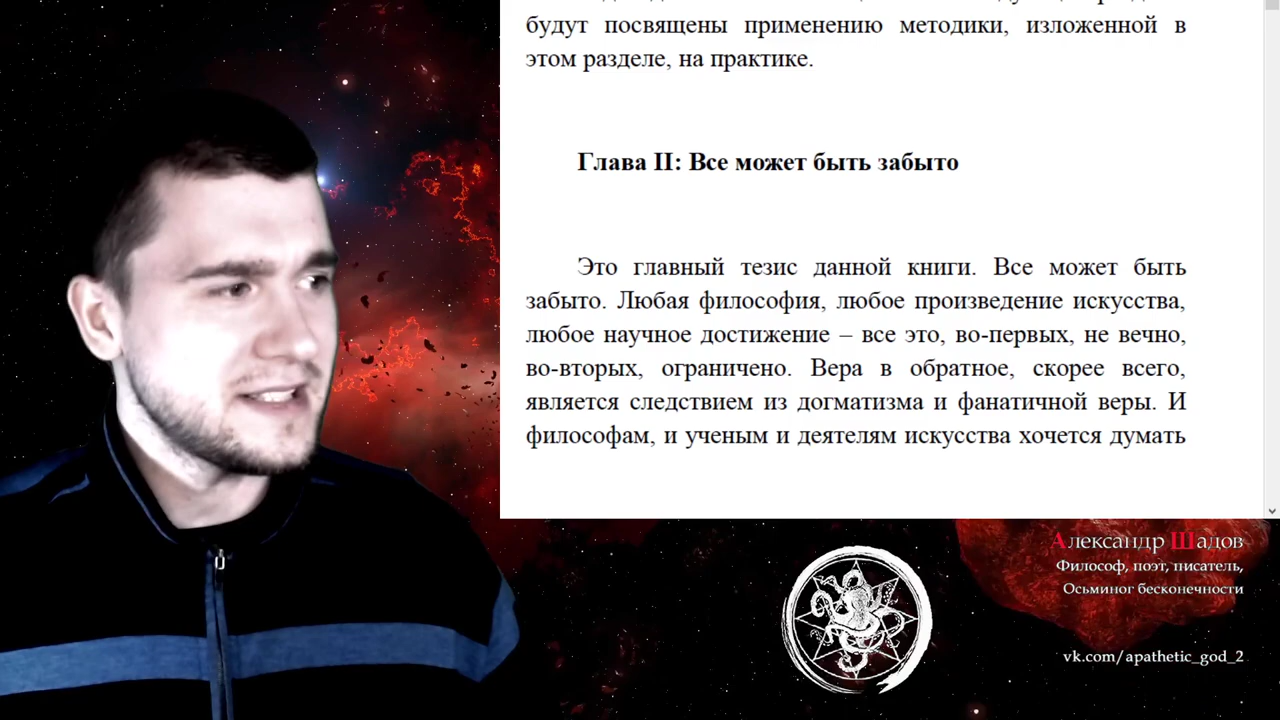 будут посвящены применению методики, изложенной в
этом разделе, на практике.
Глава II: Все может быть забыто
Это главный тезис данной книги. Все может быть
забыто. Любая философия, любое произведение искусства,
любое научное достижение – все это, во-первых, не вечно,
во-вторых, ограничено. Вера в обратное, скорее всего,
является следствием из догматизма и фанатичной веры. И
философам, и ученым и деятелям искусства хочется думать
Александр Шадов
Философ, поэт, писатель,
Осьминог бесконечности
vk.com/apathetic_god_2